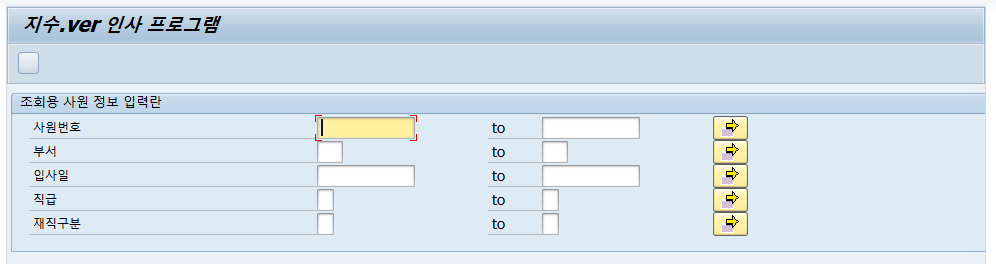 지수.ver 인사 프로그램
조회용 사원 정보 입력란
사원번호 to
부서 to
입사일 to
직급 to
재직구분 to